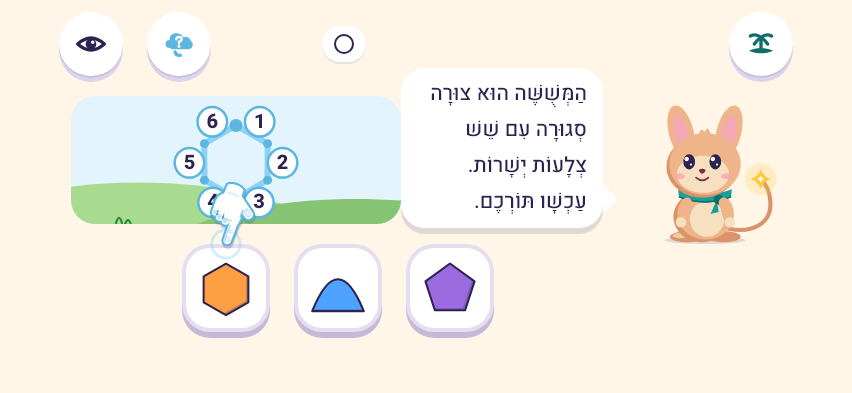 הַמְּשֻׁשֶּׁה הוּא צוּרָה
סְגוּרָה עִם שֵׁשׁ
צְלָעוֹת יְשָׁרוֹת.
עַכְשָׁו תּוֹרְכֶם.
?
6 1
5 2
4 3